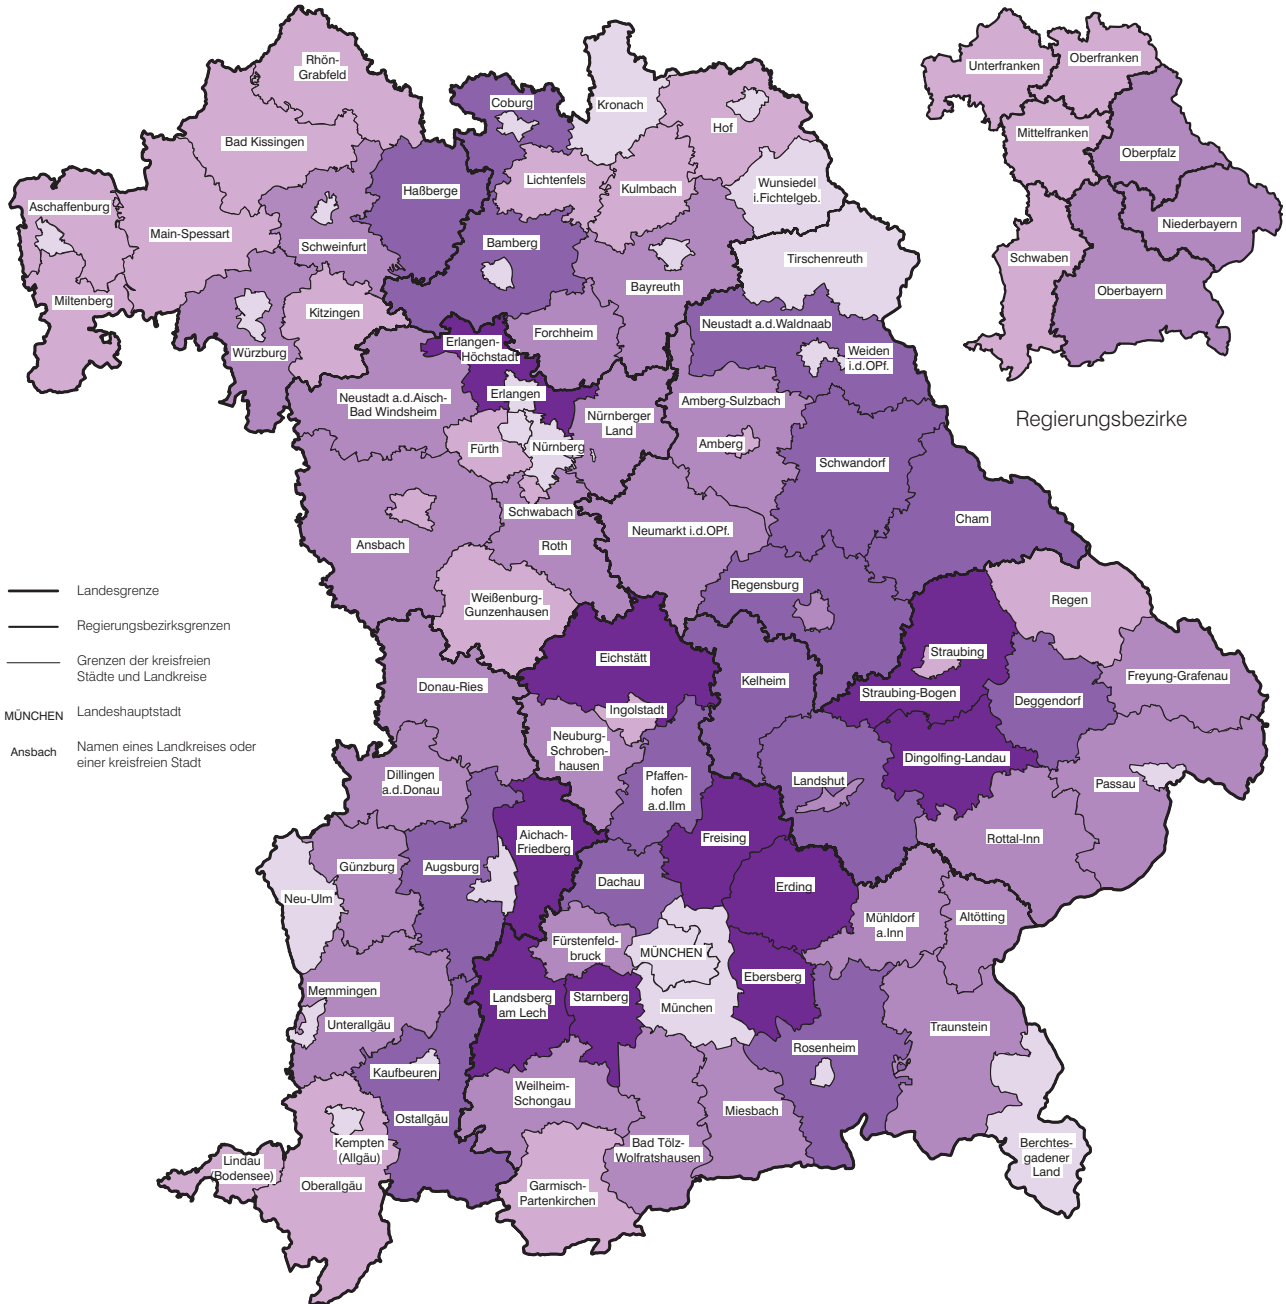 Rhön-
Grabfeld
Coburg
Kronach
Hof
Bad Kissingen
Lichtenfels
Kulmbach
Wunsiedel
i.Fichtelgeb.
Haßberge
Aschaffenburg
Main-Spessart
Schweinfurt
Bamberg
Tirschenreuth
Bayreuth
Miltenberg
Kitzingen
Neustadt a.d.Waldnaab
Forchheim
Erlangen-
Höchstadt
Würzburg
Weiden
i.d.OPf.
Erlangen
Neustadt a.d.Aisch-
Bad Windsheim
Nürnberger
Land
Amberg-Sulzbach
Fürth
Nürnberg
Amberg
Schwandorf
Schwabach
Cham
Ansbach
Roth
Neumarkt i.d.OPf.
Regensburg
Weißenburg-
Gunzenhausen
Regen
Eichstätt
Straubing
Donau-Ries
Kelheim
Straubing-Bogen
Deggendorf
Freyung-Grafenau
Ingolstadt
Neuburg-
Schroben-
hausen
Dingolfing-Landau
Dillingen
a.d.Donau
Pfaffen-
hofen
a.d.Ilm
Landshut
Passau
Aichach-
Friedberg
Freising
Rottal-Inn
Günzburg
Augsburg
Dachau
Erding
Neu-Ulm
Mühldorf
a.Inn
Altötting
Fürstenfeld-
bruck
MÜNCHEN
Ebersberg
Memmingen
Landsberg
am Lech
Starnberg
München
Unterallgäu
Traunstein
Rosenheim
Kaufbeuren
Weilheim-
Schongau
Miesbach
Ostallgäu
Kempten
(Allgäu)
Bad Tölz-
Wolfratshausen
Berchtes-
gadener
Land
Lindau
(Bodensee)
Oberallgäu
Garmisch-
Partenkirchen
Unterfranken
Oberfranken
Mittelfranken
Oberpfalz
Niederbayern
Schwaben
Oberbayern
Regierungsbezirke
Landesgrenze
Regierungsbezirksgrenzen
Grenzen der kreisfreien
Städte und Landkreise
MÜNCHEN Landeshauptstadt
Ansbach Namen eines Landkreises oder
einer kreisfreien Stadt